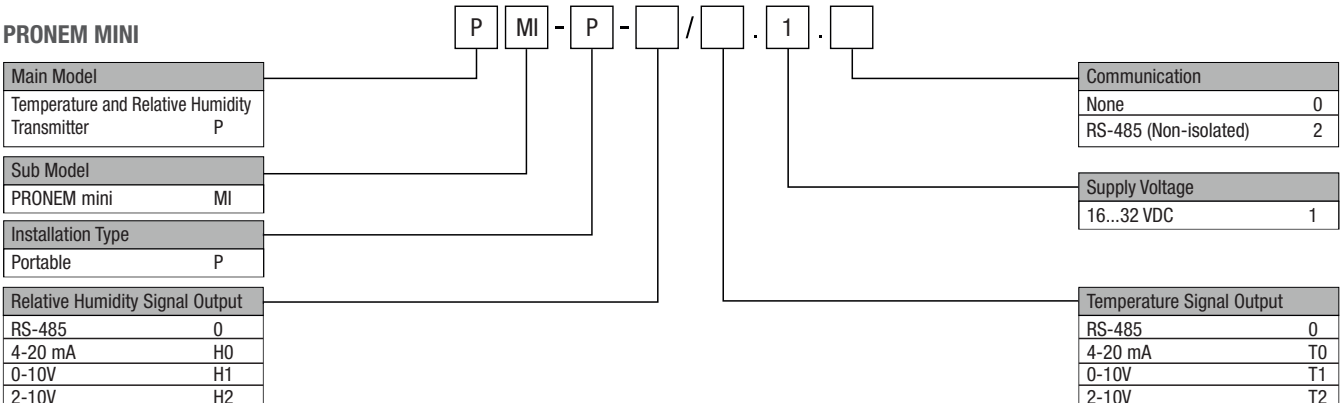 PRONEM MINI
P MI - P - / . 1 .
Main Model
Temperature and Relative Humidity
Transmitter P
Sub Model
PRONEM mini MI
Installation Type
Portable P
Relative Humidity Signal Output
RS-485 0
4-20 mA H0
0-10V H1
2-10V H2
Communication
None 0
RS-485 (Non-isolated) 2
Supply Voltage
16...32 VDC 1
Temperature Signal Output
RS-485 0
4-20 mA T0
0-10V T1
2-10V T2